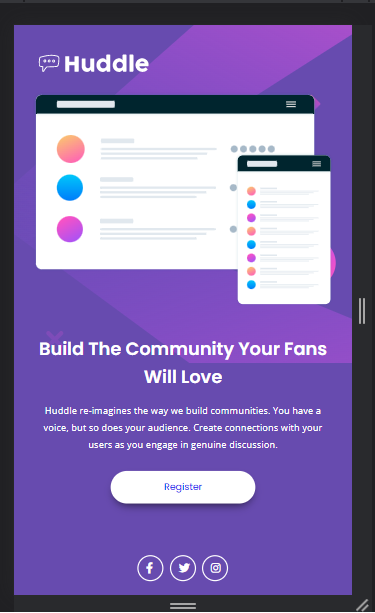 Huddle
Build The Community Your Fans
Will Love
Huddle re-imagines the way we build communities. You have a
voice, but so does your audience. Create connections with your
users as you engage in genuine discussion.
Register